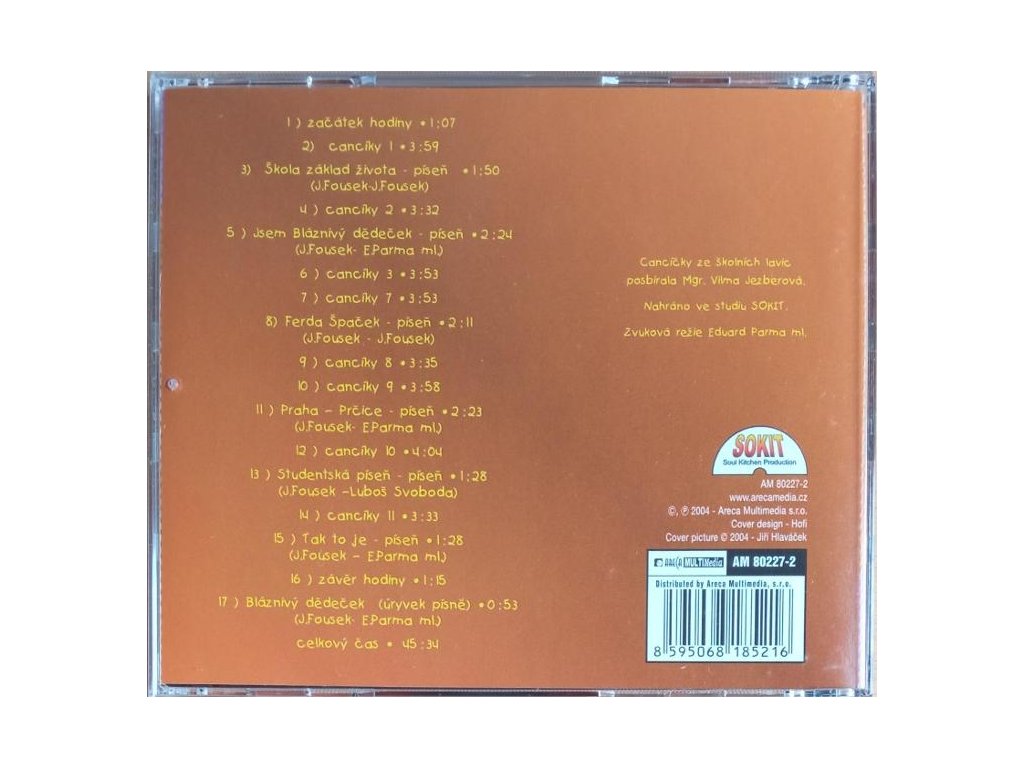 1 ) začátek hodiny • 1:07
2) cancíky 1 • 3:59
3) Škola základ života - píseň • 1:50
(J.Fousek-J.Fousek)
4 ) cancíky 2 • 3:32
5 ) Jsem Bláznivý dědeček - píseň • 2:24
(J.Fousek- E.Parma ml.)
6 ) cancíky 3 • 3:53
7 ) cancíky 7 • 3:53
8) Ferda Špaček - píseň • 2:11
(J.Fousek - J.Fousek)
9 ) cancíky 8 • 3:35
10 ) cancíky 9 • 3:58
11 ) Praha – Prčice - píseň • 2:23
(J.Fousek- E.Parma ml.)
12 ) cancíky 10 • 4:04
13 ) Studentská píseň - píseň • 1:28
(J.Fousek –Luboš Svoboda)
14 ) cancíky 11 • 3:33
15 ) Tak to je - píseň • 1:28
(J.Fousek – E.Parma ml.)
16 ) závěr hodiny • 1:15
17 ) Bláznivý dědeček (úryvek písně) • 0:53
(J.Fousek- E.Parma ml.)
celkový čas • 45:34
Cancíčky ze školních lavic
posbírala Mgr. Vilma Jezberová.
Nahráno ve studiu SOKIT.
Zvuková režie Eduard Parma ml.
SOKIT
Soul Kitchen Production
AM 80227-2
www.arecamedia.cz
©, ℗ 2004 - Areca Multimedia s.r.o.
Cover design - Hofi
Cover picture © 2004 - Jiří Hlaváček
ARECA MULTIMedia AM 80227-2
Distributed by Areca Multimedia, s.r.o.
8 595068 185216